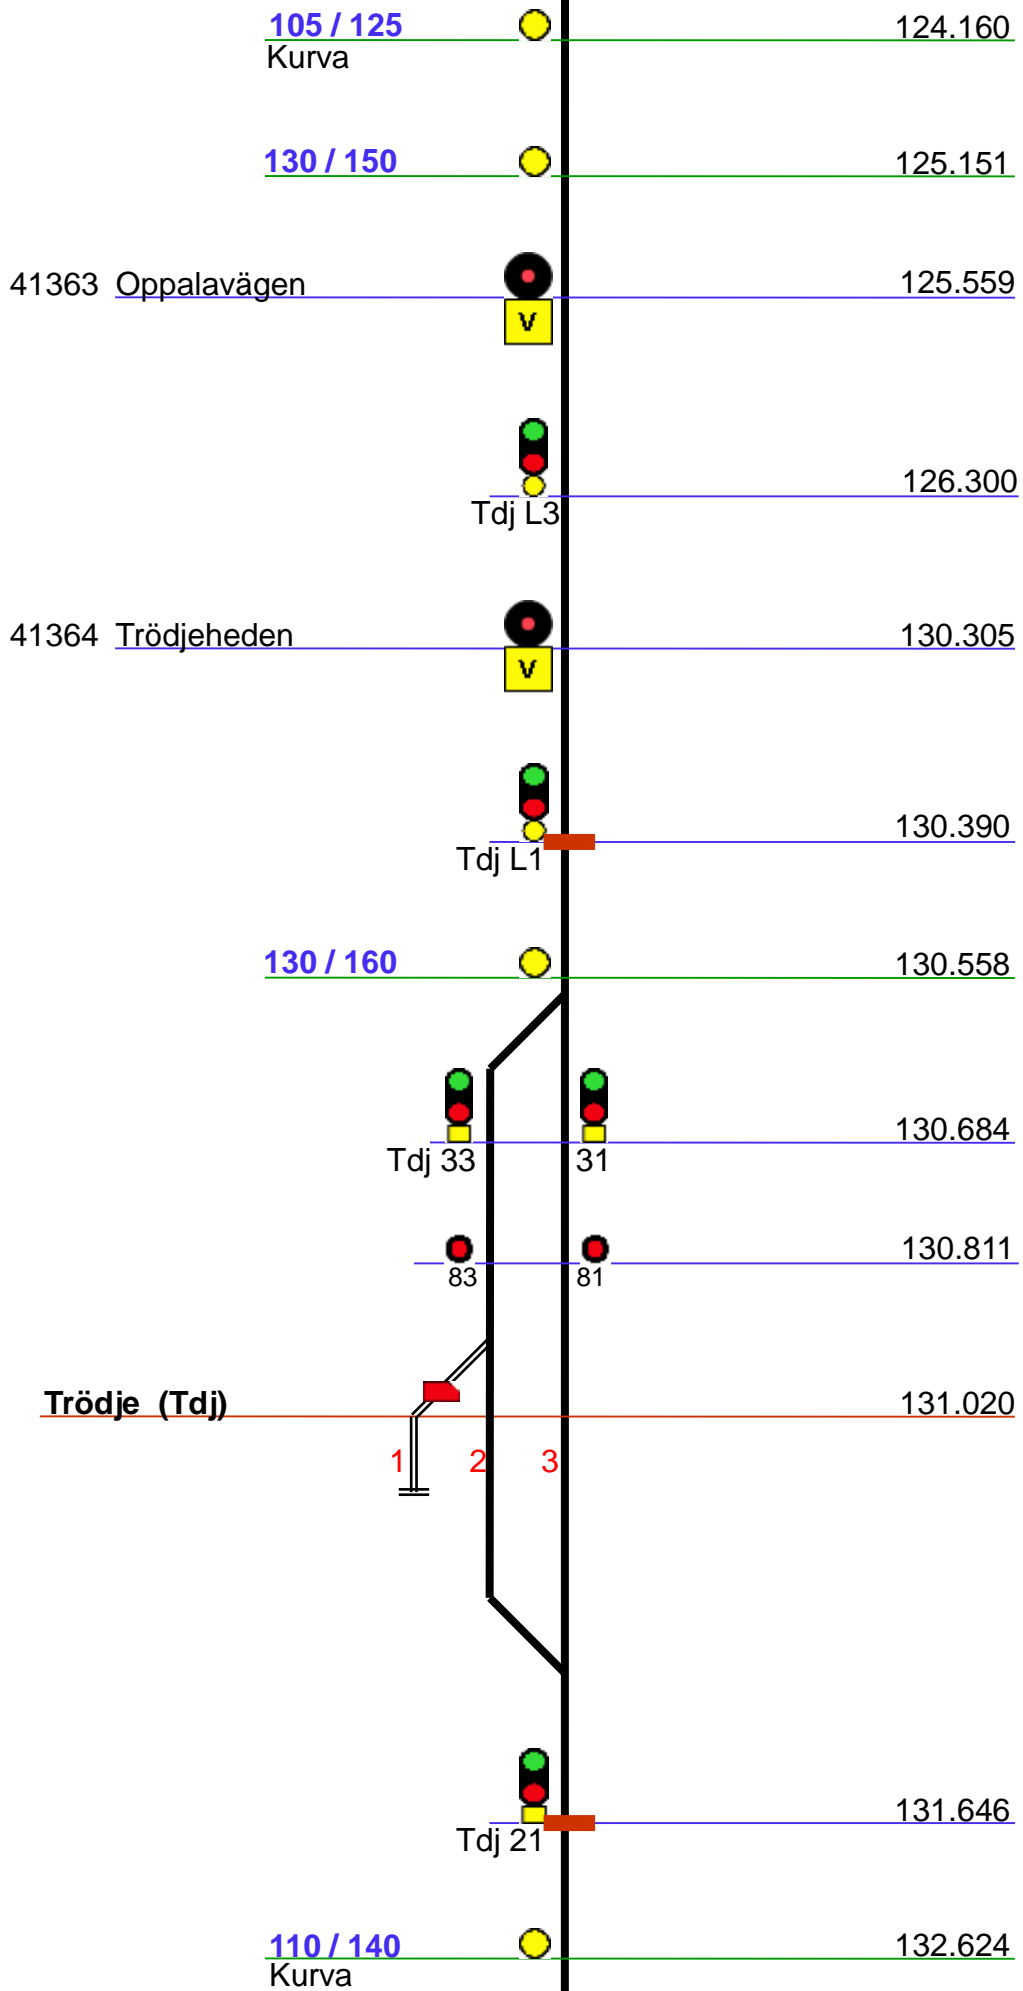 105 / 125 124.160
Kurva
130 / 150 125.151
41363 Oppalavägen 125.559
V
126.300
Tdj L3
41364 Trödjeheden 130.305
V
130.390
Tdj L1
130 / 160 130.558
130.684
Tdj 33 31
130.811
83 81
Trödje (Tdj) 131.020
1 2 3
131.646
Tdj 21
110 / 140 132.624
Kurva